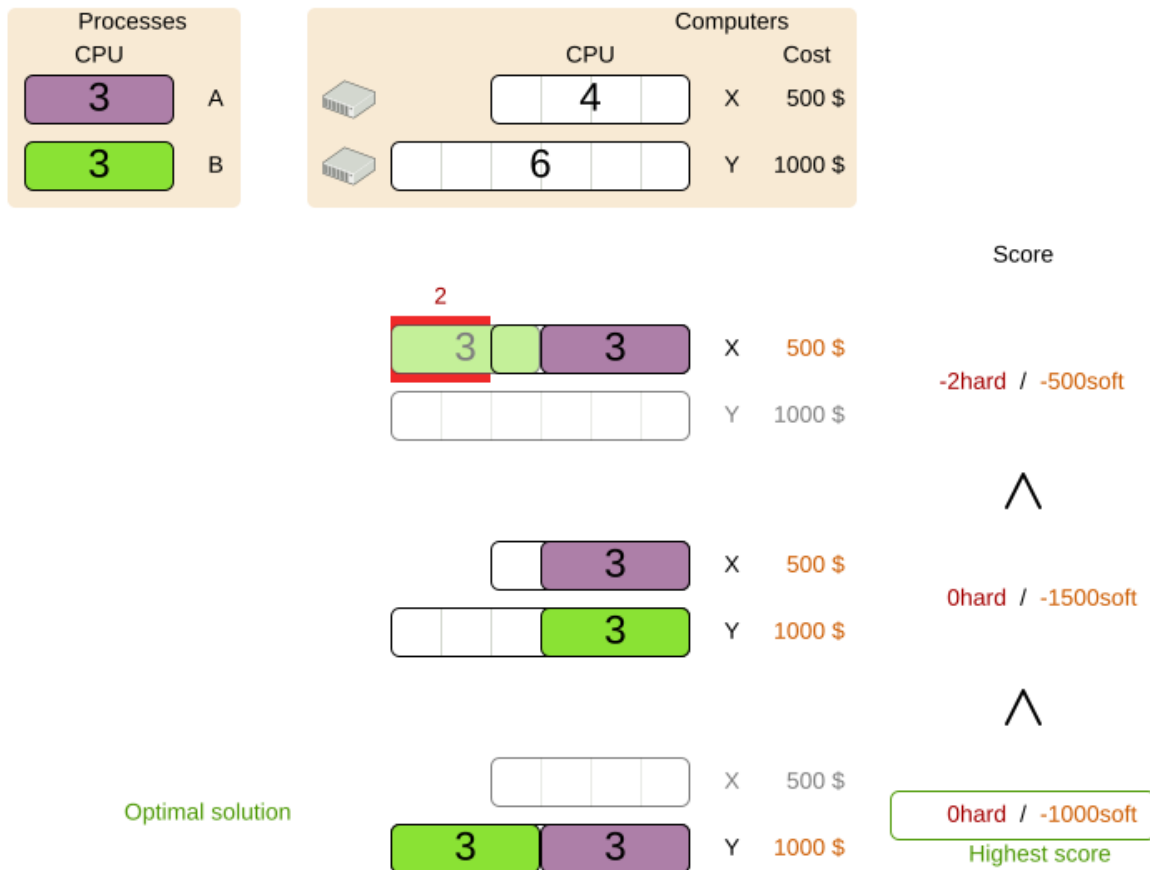 Processes
Computers
CPU
CPU Cost
3 A
4 X 500 $
3 B
6 Y 1000 $
Score
2
3 3 X 500 $
-2hard / -500soft
Y 1000 $
3 X 500 $
0hard / -1500soft
3 Y 1000 $
X 500 $
Optimal solution
0hard / -1000soft
3 3 Y 1000 $
Highest score